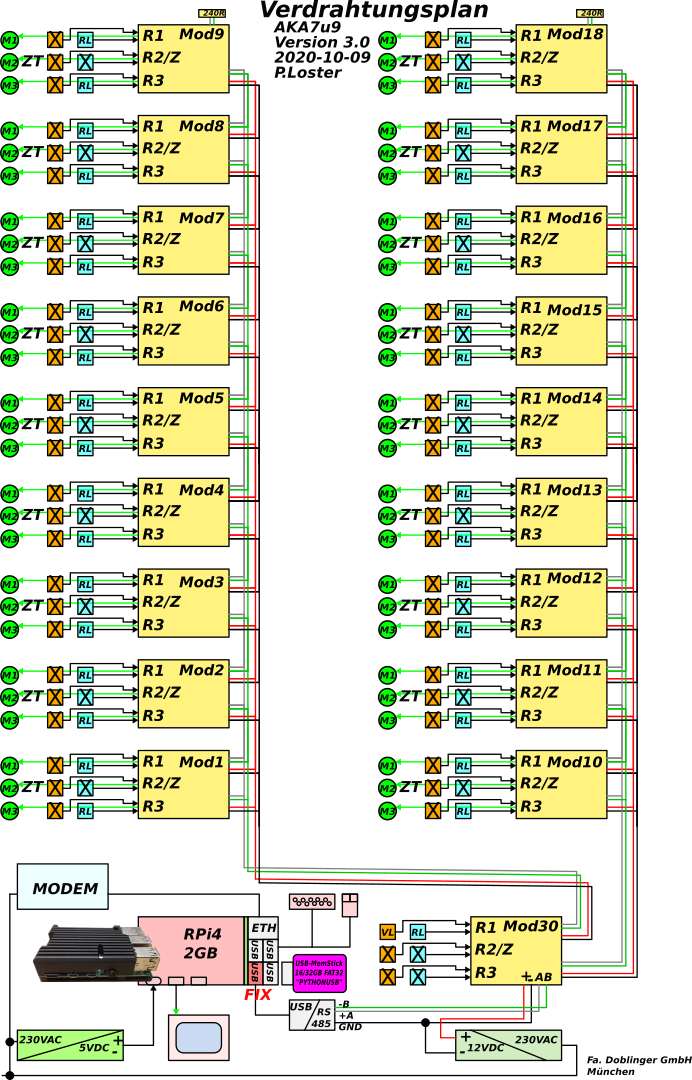 Verdrahtungsplan
AKA7u9
Version 3.0
2020-10-09
P.Loster
240R
M1 X RL R1 Mod9
M2 ZT X X R2/Z
M3 X RL R3
M1 X RL R1 Mod8
M2 ZT X X R2/Z
M3 X RL R3
M1 X RL R1 Mod7
M2 ZT X X R2/Z
M3 X RL R3
M1 X RL R1 Mod6
M2 ZT X X R2/Z
M3 X RL R3
M1 X RL R1 Mod5
M2 ZT X X R2/Z
M3 X RL R3
M1 X RL R1 Mod4
M2 ZT X X R2/Z
M3 X RL R3
M1 X RL R1 Mod3
M2 ZT X X R2/Z
M3 X RL R3
M1 X RL R1 Mod2
M2 ZT X X R2/Z
M3 X RL R3
M1 X RL R1 Mod1
M2 ZT X X R2/Z
M3 X RL R3
240R
M1 X RL R1 Mod18
M2 ZT X X R2/Z
M3 X RL R3
M1 X RL R1 Mod17
M2 ZT X X R2/Z
M3 X RL R3
M1 X RL R1 Mod16
M2 ZT X X R2/Z
M3 X RL R3
M1 X RL R1 Mod15
M2 ZT X X R2/Z
M3 X RL R3
M1 X RL R1 Mod14
M2 ZT X X R2/Z
M3 X RL R3
M1 X RL R1 Mod13
M2 ZT X X R2/Z
M3 X RL R3
M1 X RL R1 Mod12
M2 ZT X X R2/Z
M3 X RL R3
M1 X RL R1 Mod11
M2 ZT X X R2/Z
M3 X RL R3
M1 X RL R1 Mod10
M2 ZT X X R2/Z
M3 X RL R3
MODEM
RPi4
2GB
ETH
USB USB
USB USB
FIX
USB-MemStick
16/32GB FAT32
"PYTHONUSB"
VL RL R1 Mod30
X X R2/Z
X X R3
+ - AB
USB/RS
485
-B
+A
GND
230VAC +
5VDC -
+ 230VAC
- 12VDC
Fa. Doblinger GmbH
München